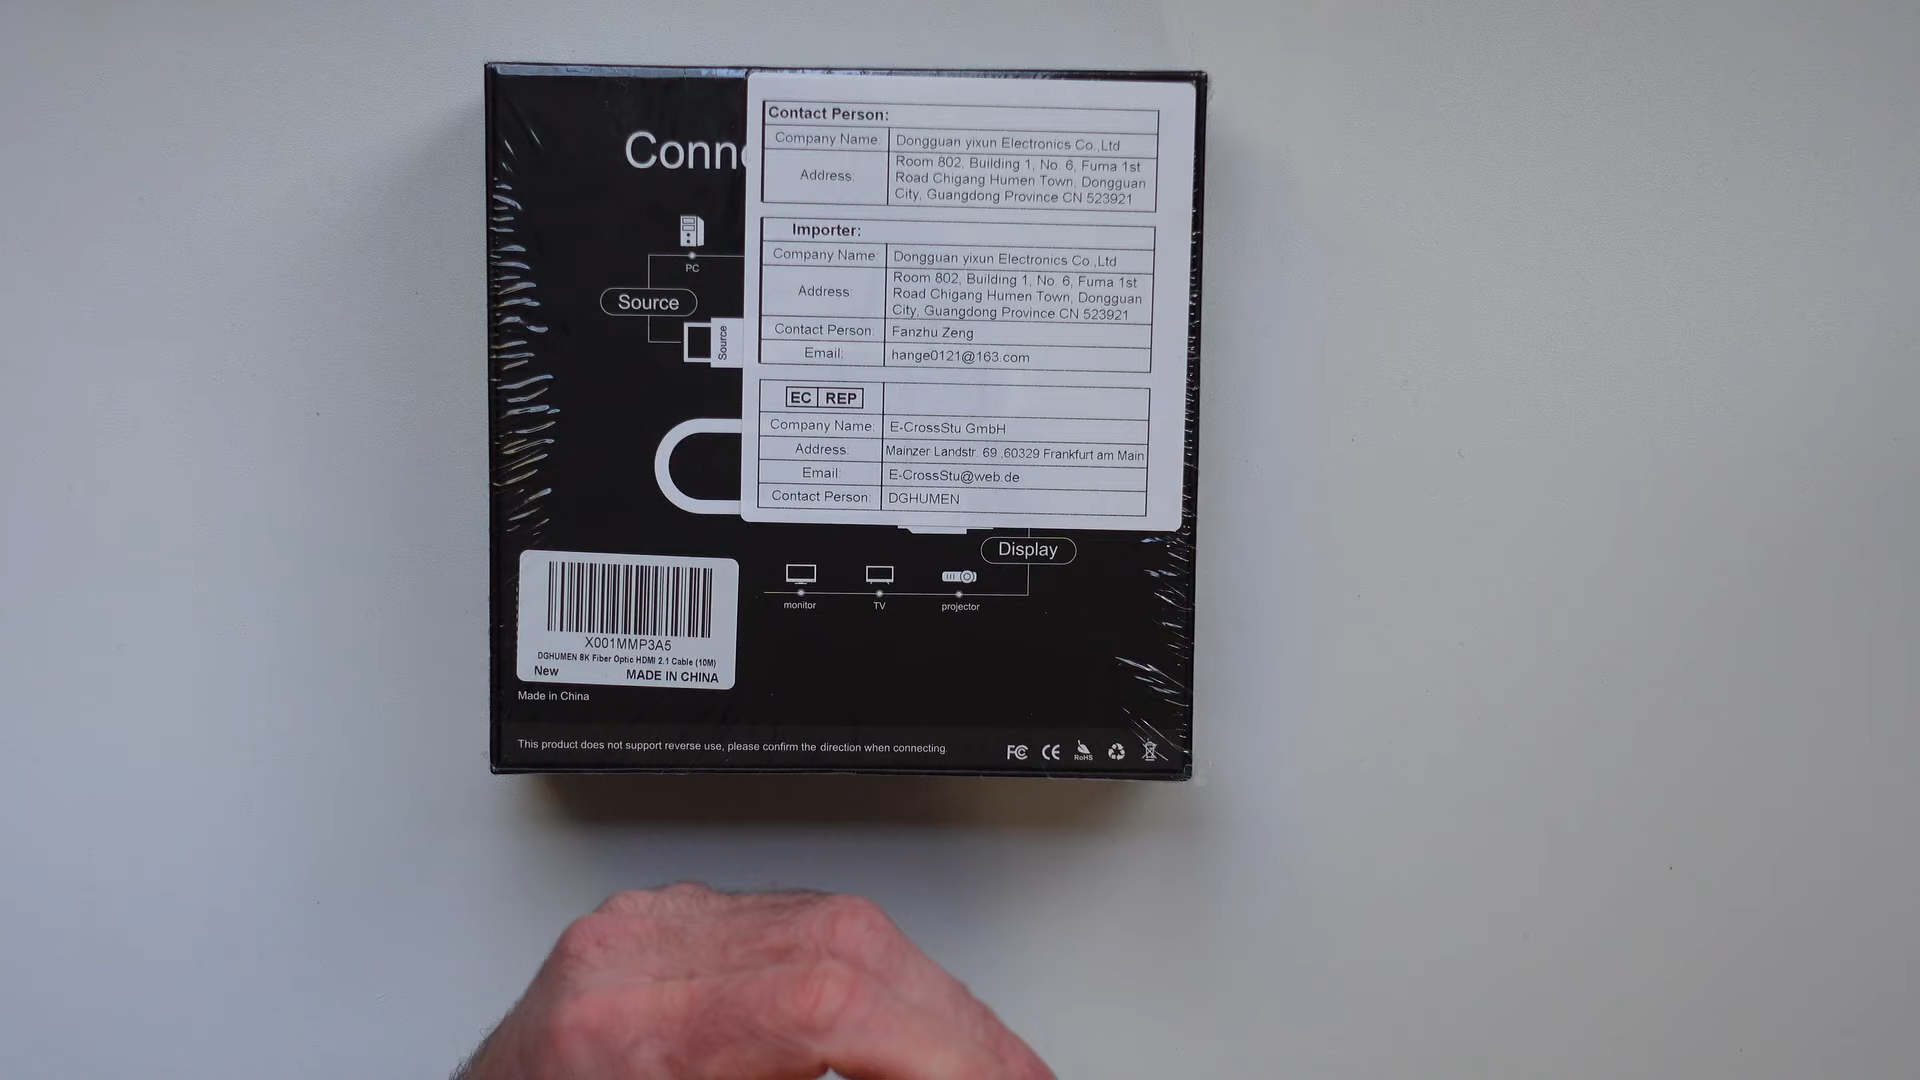 Conn
PC
Source
Source
Contact Person:
Company Name: Dongguan yixun Electronics Co.,Ltd
Address: Room 802, Building 1, No. 6, Fuma 1st
Road Chigang Humen Town, Dongguan
City, Guangdong Province CN 523921
Importer:
Company Name: Dongguan yixun Electronics Co.,Ltd
Address: Room 802, Building 1, No. 6, Fuma 1st
Road Chigang Humen Town, Dongguan
City, Guangdong Province CN 523921
Contact Person: Fanzhu Zeng
Email: hange0121@163.com
EC REP
Company Name: E-CrossStu GmbH
Address: Mainzer Landstr. 69 ,60329 Frankfurt am Main
Email: E-CrossStu@web.de
Contact Person: DGHUMEN
Display
monitor TV projector
X001MMP3A5
DGHUMEN 8K Fiber Optic HDMI 2.1 Cable (10M)
New MADE IN CHINA
Made in China
This product does not support reverse use, please confirm the direction when connecting.
FC CE RoHS